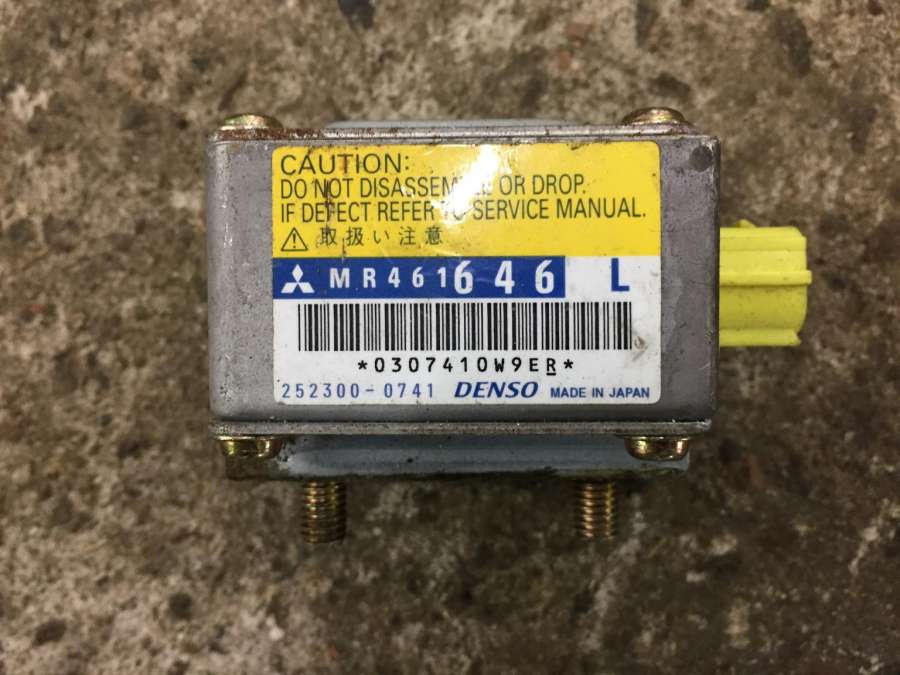 CAUTION:
DO NOT DISASSEMBLE OR DROP.
IF DEFECT REFER TO SERVICE MANUAL.
取扱い注意
MR461646 L
*0307410W9ER*
252300-0741 DENSO MADE IN JAPAN